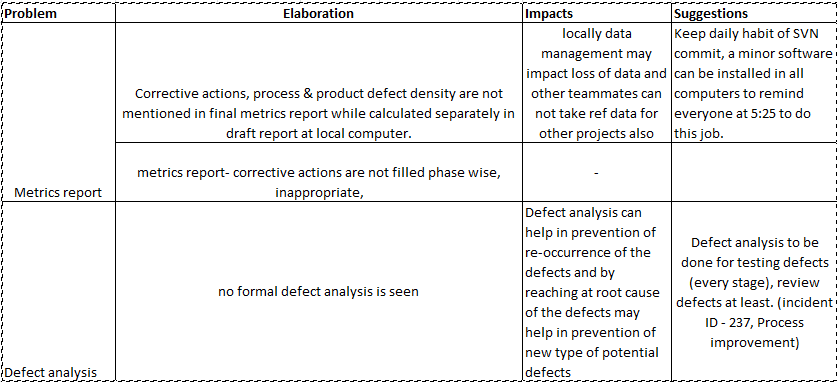 Problem Elaboration Impacts Suggestions
Metrics report
Corrective actions, process & product defect density are not
mentioned in final metrics report while calculated separately in
draft report at local computer.
locally data
management may
impact loss of data and
other teammates can
not take ref data for
other projects also
Keep daily habit of SVN
commit, a minor software
can be installed in all
computers to remind
everyone at 5:25 to do
this job.
metrics report- corrective actions are not filled phase wise,
inappropriate,
-
Defect analysis
no formal defect analysis is seen
Defect analysis can
help in prevention of
re-occurrence of the
defects and by
reaching at root cause
of the defects may
help in prevention of
new type of potential
defects
Defect analysis to be
done for testing defects
(every stage), review
defects at least. (incident
ID - 237, Process
improvement)